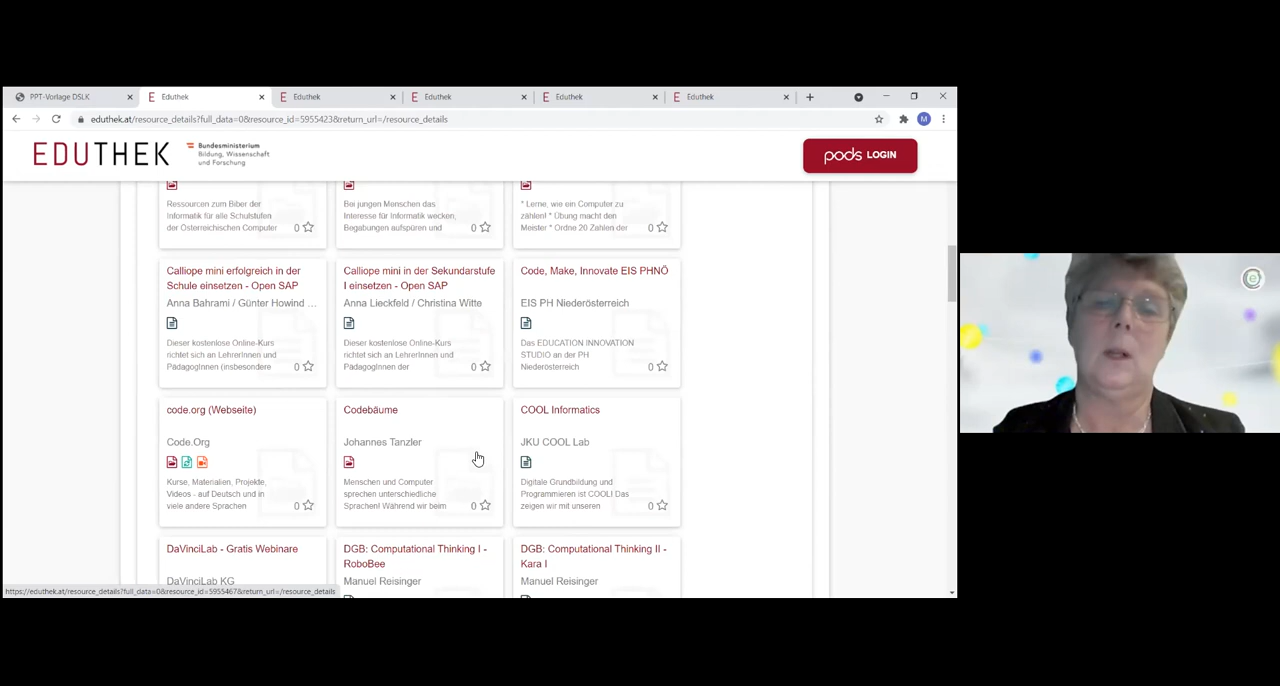 PPT-Vorlage DSLK
Eduthek
Eduthek
Eduthek
Eduthek
Eduthek
eduthek.at/resource_details?full_data=0&resource_id=5955423&return_url=/resource_details
M
EDUTHEK
Bundesministerium
Bildung, Wissenschaft
und Forschung
pods LOGIN
Ressourcen zum Biber der
Informatik für alle Schulstufen
der Österreichischen Computer
0
Bei jungen Menschen das
Interesse für Informatik wecken,
Begabungen aufspüren und
0
* Lerne, wie ein Computer zu
zählen! * Übung macht den
Meister * Ordne 20 Zahlen der
0
Calliope mini erfolgreich in der
Schule einsetzen - Open SAP
Anna Bahrami / Günter Howind ...
Dieser kostenlose Online-Kurs
richtet sich an LehrerInnen und
PädagogInnen (insbesondere
0
Calliope mini in der Sekundarstufe
I einsetzen - Open SAP
Anna Lieckfeld / Christina Witte
Dieser kostenlose Online-Kurs
richtet sich an LehrerInnen und
PädagogInnen der
0
Code, Make, Innovate EIS PHNÖ
EIS PH Niederösterreich
Das EDUCATION INNOVATION
STUDIO an der PH
Niederösterreich
0
code.org (Webseite)
Code.Org
Kurse, Materialien, Projekte,
Videos - auf Deutsch und in
viele andere Sprachen
0
Codebäume
Johannes Tanzler
Menschen und Computer
sprechen unterschiedliche
Sprachen! Während wir beim
0
COOL Informatics
JKU COOL Lab
Digitale Grundbildung und
Programmieren ist COOL! Das
zeigen wir mit unseren
0
DaVinciLab - Gratis Webinare
DaVinciLab KG
DGB: Computational Thinking I -
RoboBee
Manuel Reisinger
DGB: Computational Thinking II -
Kara I
Manuel Reisinger
https://eduthek.at/resource_details?full_data=0&resource_id=5955467&return_url=/resource_details